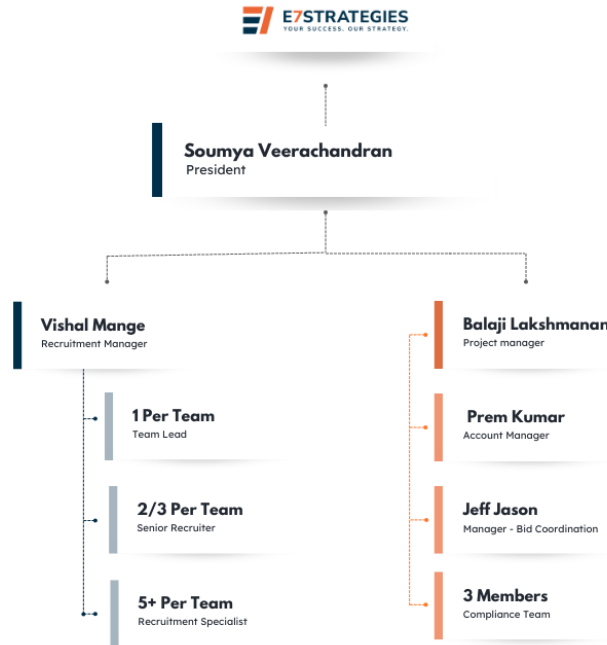 E7STRATEGIES
YOUR SUCCESS. OUR STRATEGY.
Soumya Veerachandran
President
Vishal Mange
Recruitment Manager
1 Per Team
Team Lead
2/3 Per Team
Senior Recruiter
5+ Per Team
Recruitment Specialist
Balaji Lakshmanan
Project manager
Prem Kumar
Account Manager
Jeff Jason
Manager - Bid Coordination
3 Members
Compliance Team